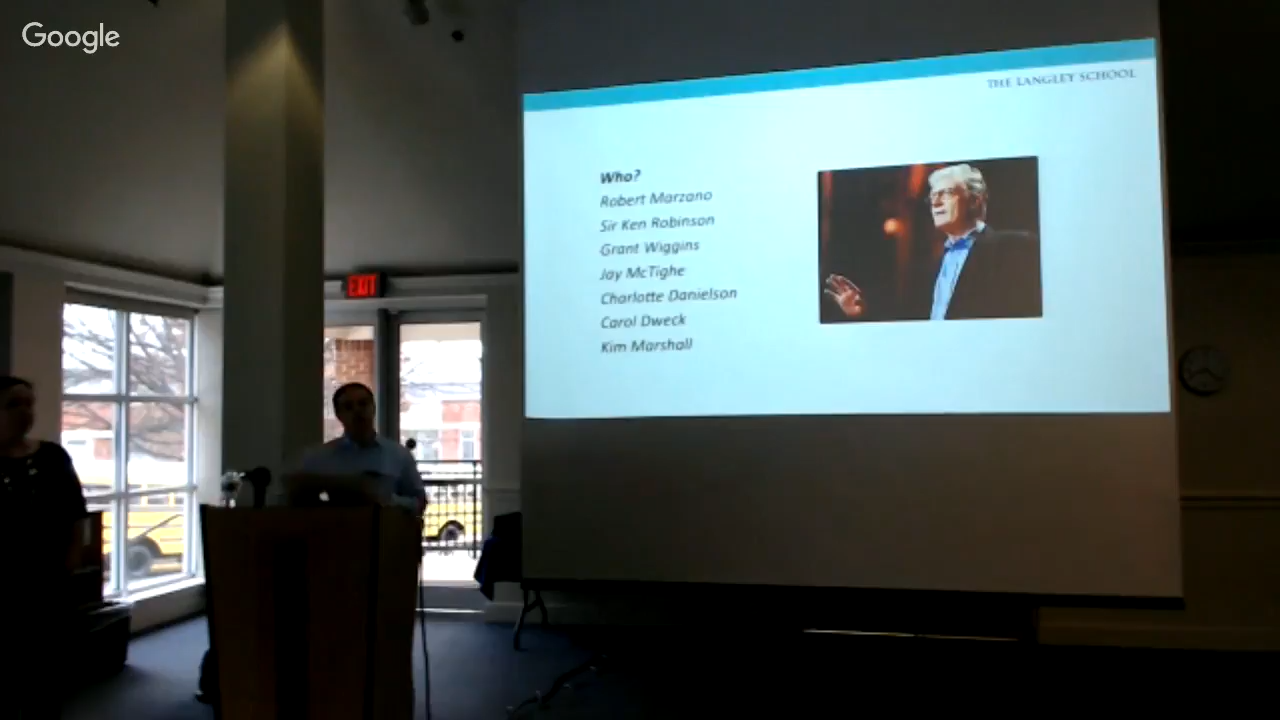 Google
THE LANGLEY SCHOOL
Who?
Robert Marzano
Sir Ken Robinson
Grant Wiggins
Jay McTighe
Charlotte Danielson
Carol Dweck
Kim Marshall
EXIT